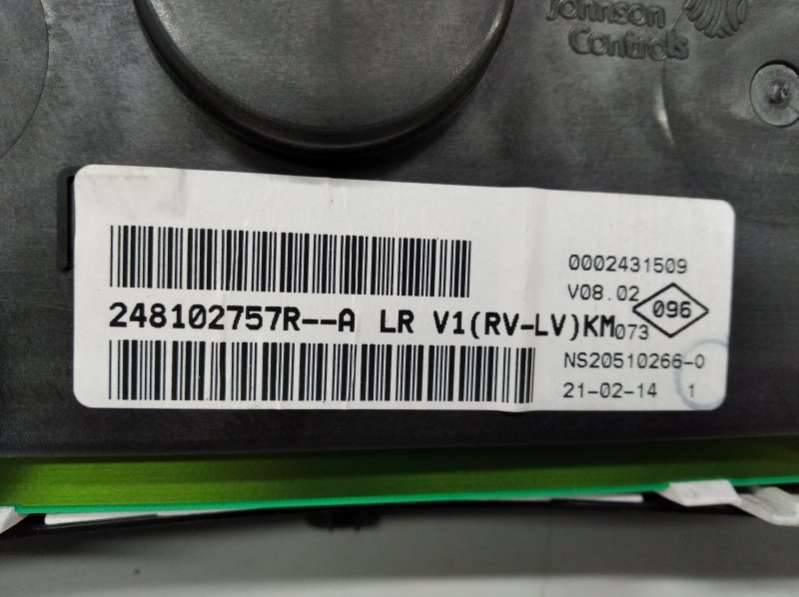 Johnson
Controls
0002431509
V08.02
096
248102757R--A LR V1(RV-LV)KM
073
NS20510266-0
21-02-14 1